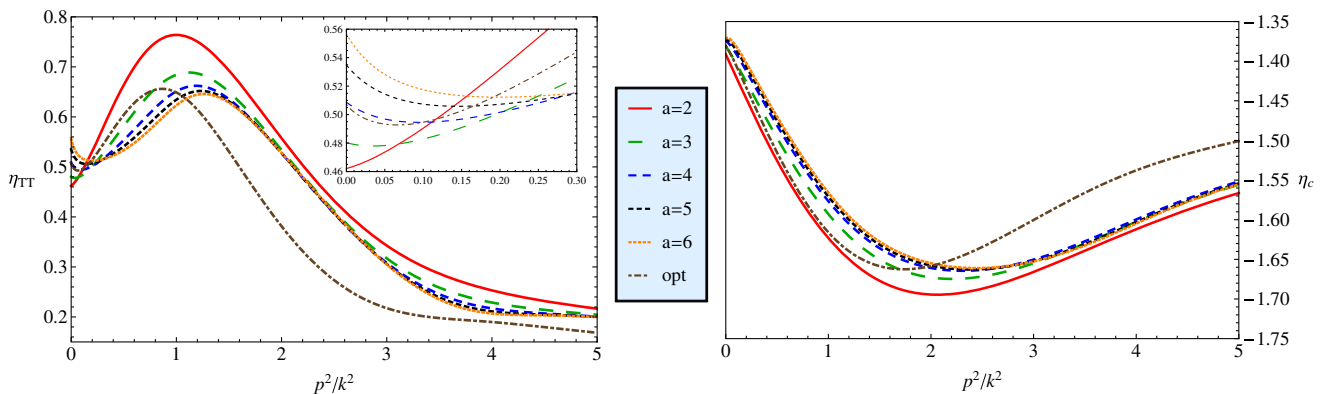 0.8
0.7
0.6
0.5
0.4
0.3
0.2
η_TT
0 1 2 3 4 5
p²/k²
0.56
0.54
0.52
0.50
0.48
0.46
0.00 0.05 0.10 0.15 0.20 0.25 0.30
a=2
a=3
a=4
a=5
a=6
opt
−1.35
−1.40
−1.45
−1.50
−1.55
−1.60
−1.65
−1.70
−1.75
η_c
0 1 2 3 4 5
p²/k²